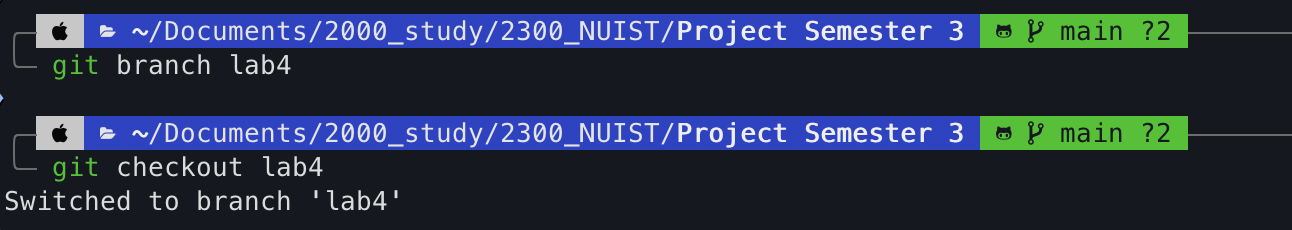 ~/Documents/2000_study/2300_NUIST/Project Semester 3 main ?2
git branch lab4
~/Documents/2000_study/2300_NUIST/Project Semester 3 main ?2
git checkout lab4
Switched to branch 'lab4'